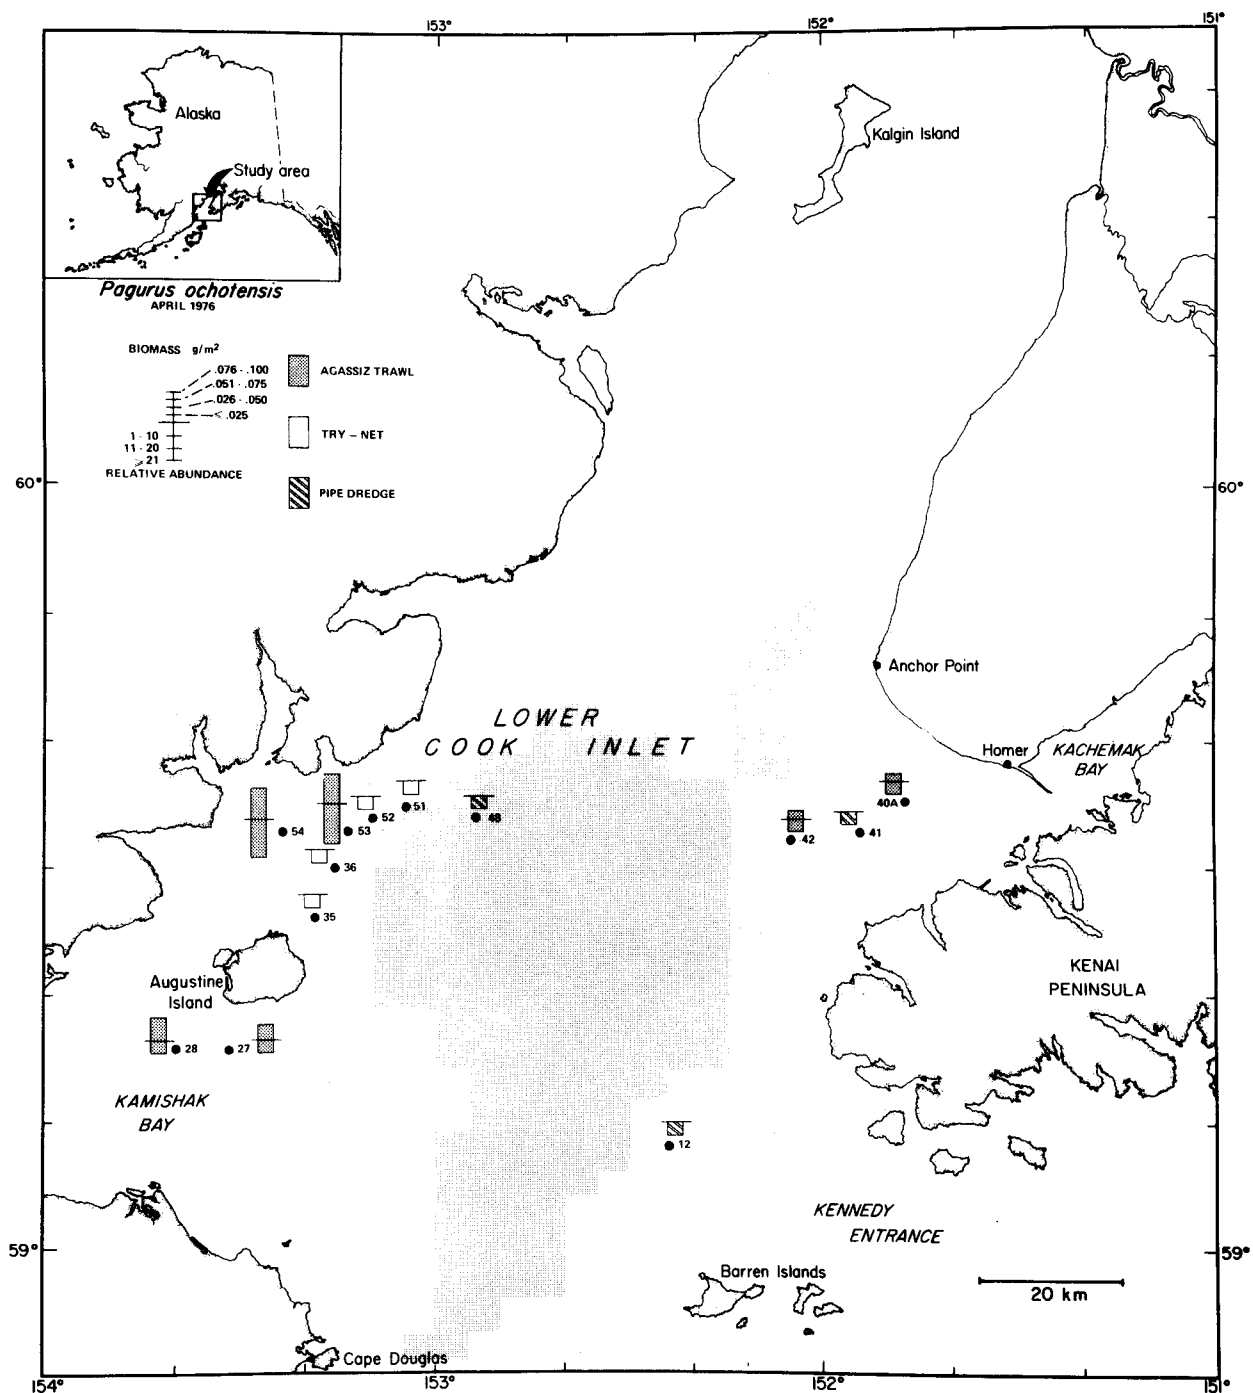 153°
152°
151°
Alaska
Study area
Kalgin Island
Pagurus ochotensis
APRIL 1976
BIOMASS g/m²
.076 - .100
.051 - .075
.026 - .050
< .025
1 - 10
11 - 20
≥ 21
RELATIVE ABUNDANCE
AGASSIZ TRAWL
TRY – NET
PIPE DREDGE
60°
60°
Anchor Point
LOWER
COOK INLET
Homer
KACHEMAK
BAY
54
53
52
51
48
40A
42
41
36
35
Augustine
Island
KENAI
PENINSULA
28
27
KAMISHAK
BAY
12
KENNEDY
ENTRANCE
59°
59°
Barren Islands
20 km
Cape Douglas
154°
153°
152°
151°